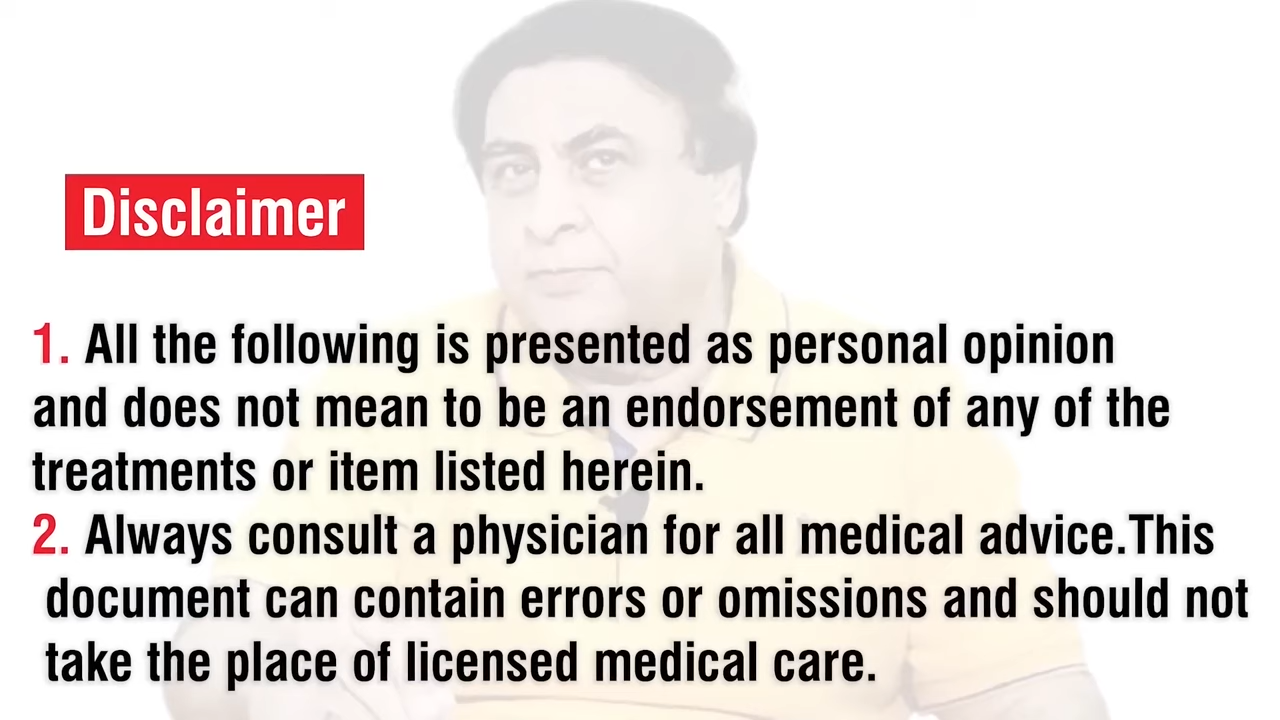 Disclaimer
1. All the following is presented as personal opinion
and does not mean to be an endorsement of any of the
treatments or item listed herein.
2. Always consult a physician for all medical advice.This
document can contain errors or omissions and should not
take the place of licensed medical care.